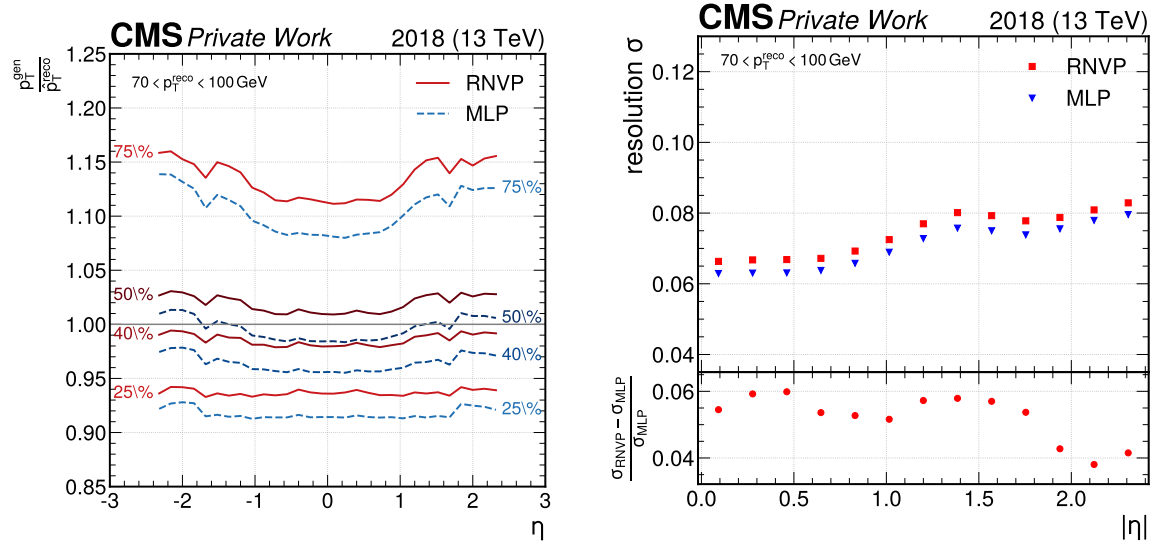 CMS Private Work 2018 (13 TeV)
p_T^gen / p̂_T^reco
70 < p_T^reco < 100 GeV
RNVP
MLP
1.25
1.20
1.15
1.10
1.05
1.00
0.95
0.90
0.85
75\%
75\%
50\%
50\%
40\%
40\%
25\%
25\%
-3 -2 -1 0 1 2 3
η
CMS Private Work 2018 (13 TeV)
resolution σ
70 < p_T^reco < 100 GeV
RNVP
MLP
0.12
0.10
0.08
0.06
0.04
σ_RNVP − σ_MLP / σ_MLP
0.06
0.04
0.0 0.5 1.0 1.5 2.0
|η|